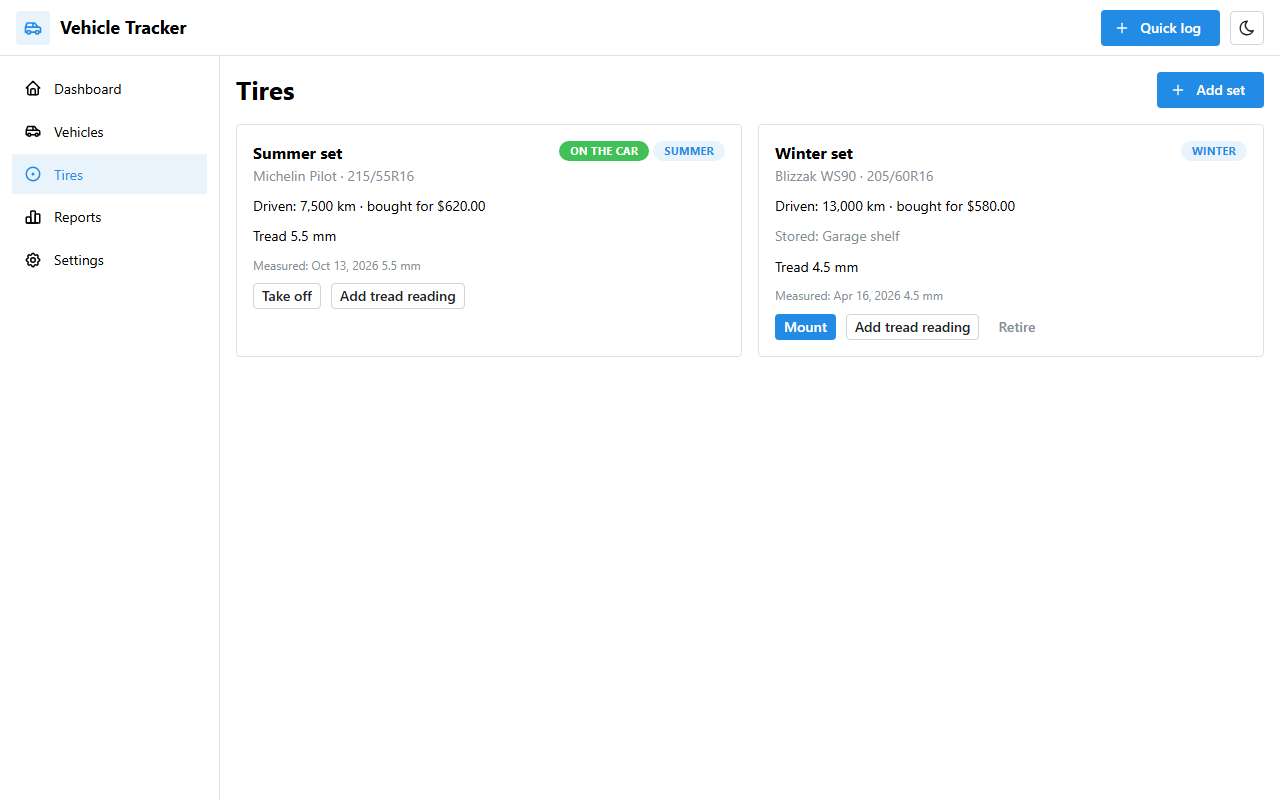 Vehicle Tracker
Quick log
Dashboard
Vehicles
Tires
Reports
Settings
Tires
Add set
Summer set
ON THE CAR
SUMMER
Michelin Pilot · 215/55R16
Driven: 7,500 km · bought for $620.00
Tread 5.5 mm
Measured: Oct 13, 2026 5.5 mm
Take off
Add tread reading
Winter set
WINTER
Blizzak WS90 · 205/60R16
Driven: 13,000 km · bought for $580.00
Stored: Garage shelf
Tread 4.5 mm
Measured: Apr 16, 2026 4.5 mm
Mount
Add tread reading
Retire